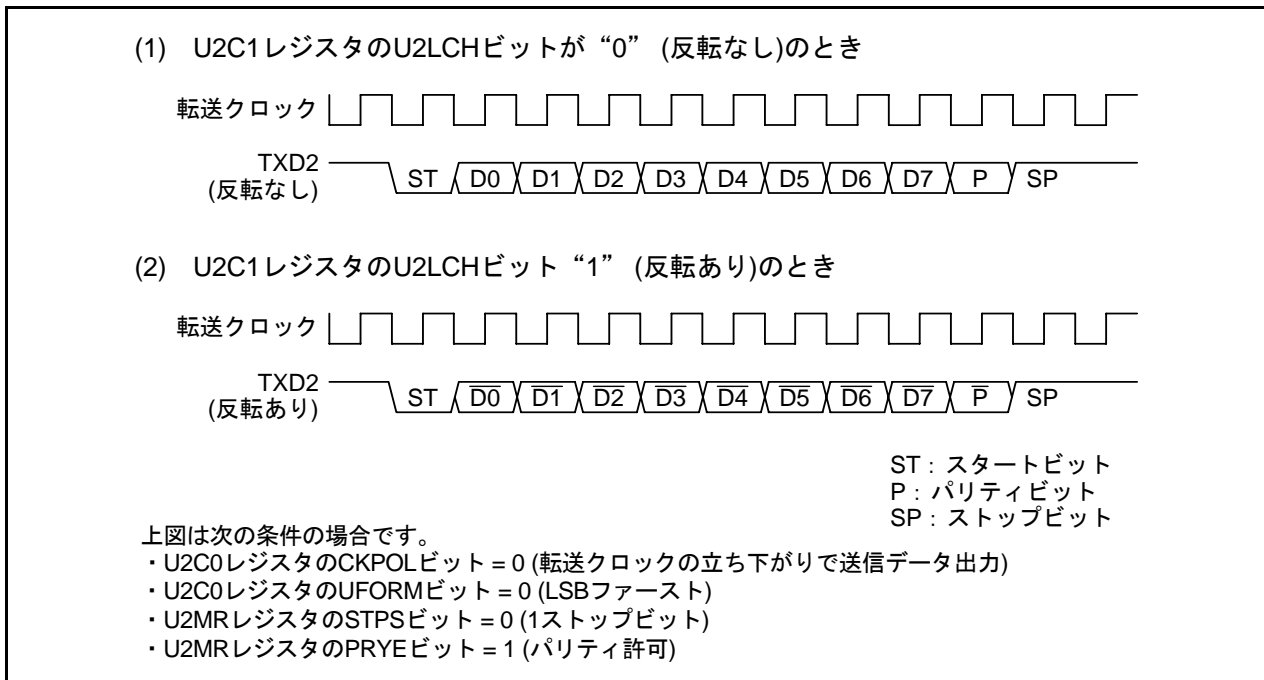 (1) U2C1レジスタのU2LCHビットが“0” (反転なし)のとき
転送クロック
TXD2
(反転なし)
ST D0 D1 D2 D3 D4 D5 D6 D7 P SP
(2) U2C1レジスタのU2LCHビット“1” (反転あり)のとき
転送クロック
TXD2
(反転あり)
ST D̅0̅ D̅1̅ D̅2̅ D̅3̅ D̅4̅ D̅5̅ D̅6̅ D̅7̅ P̅ SP
ST : スタートビット
P : パリティビット
SP : ストップビット
上図は次の条件の場合です。
・U2C0レジスタのCKPOLビット = 0 (転送クロックの立ち下がりで送信データ出力)
・U2C0レジスタのUFORMビット = 0 (LSBファースト)
・U2MRレジスタのSTPSビット = 0 (1ストップビット)
・U2MRレジスタのPRYEビット = 1 (パリティ許可)